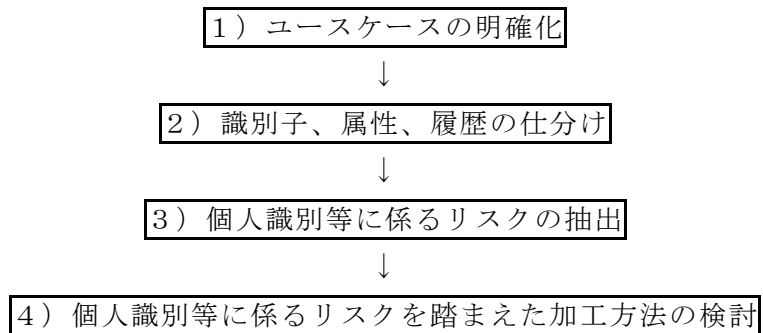 １）ユースケースの明確化
↓
２）識別子、属性、履歴の仕分け
↓
３）個人識別等に係るリスクの抽出
↓
４）個人識別等に係るリスクを踏まえた加工方法の検討